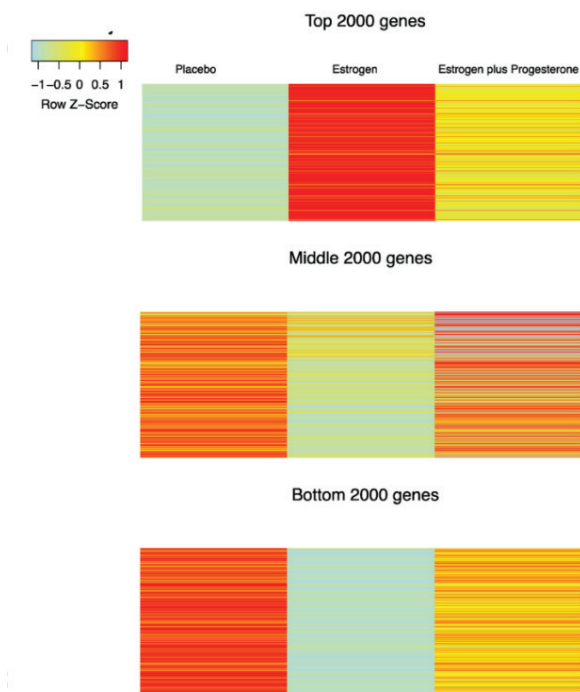 Top 2000 genes
−1−0.5 0 0.5 1
Row Z−Score
Placebo Estrogen Estrogen plus Progesterone
Middle 2000 genes
Bottom 2000 genes